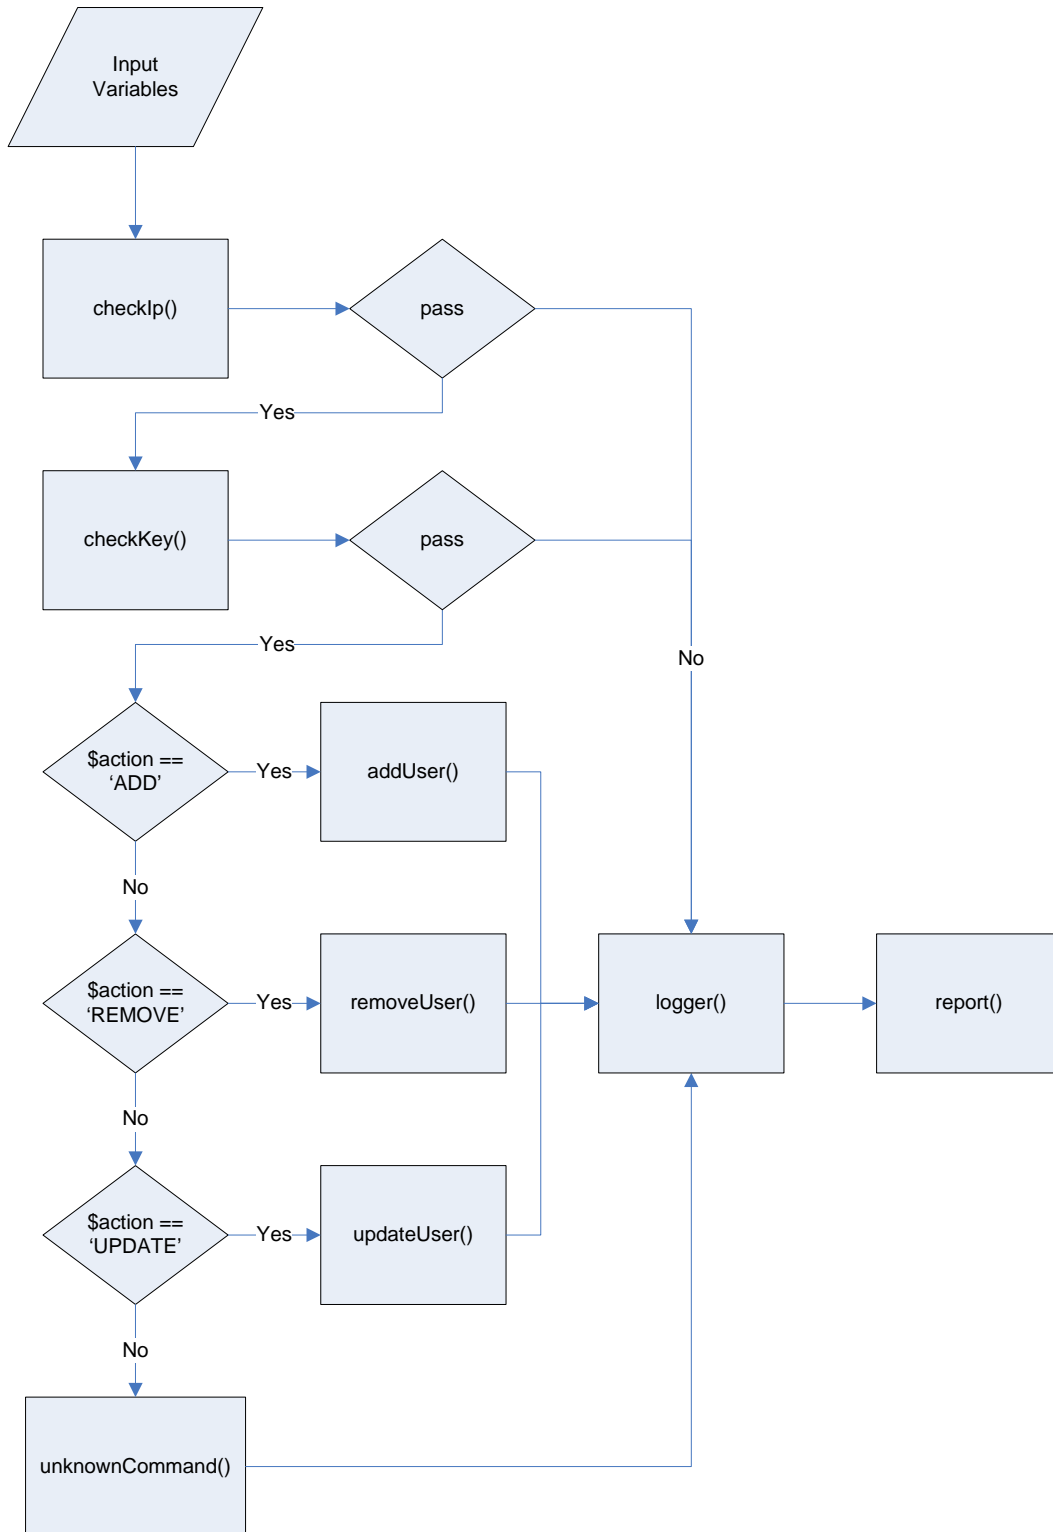 Input
Variables
checkIp()
pass
Yes
checkKey()
pass
Yes
No
$action ==
‘ADD’
Yes
addUser()
No
$action ==
‘REMOVE’
Yes
removeUser()
logger()
report()
No
$action ==
‘UPDATE’
Yes
updateUser()
No
unknownCommand()